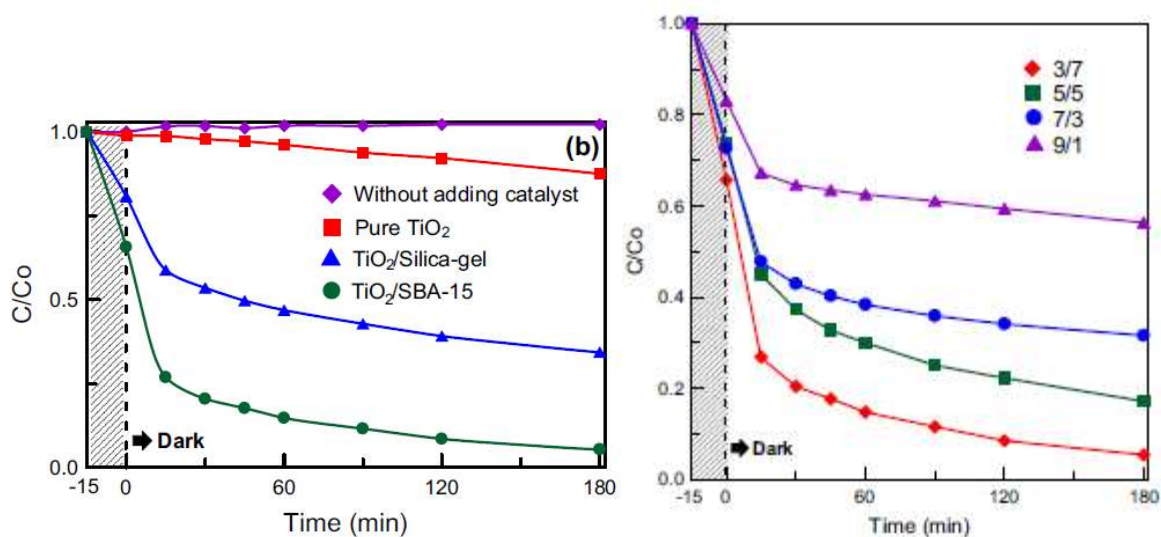 (b)
1.0
0.5
0.0
C/Co
Without adding catalyst
Pure TiO₂
TiO₂/Silica-gel
TiO₂/SBA-15
Dark
-15 0 60 120 180
Time (min)
1.0
0.8
0.6
0.4
0.2
0.0
C/Co
3/7
5/5
7/3
9/1
Dark
-15 0 60 120 180
Time (min)